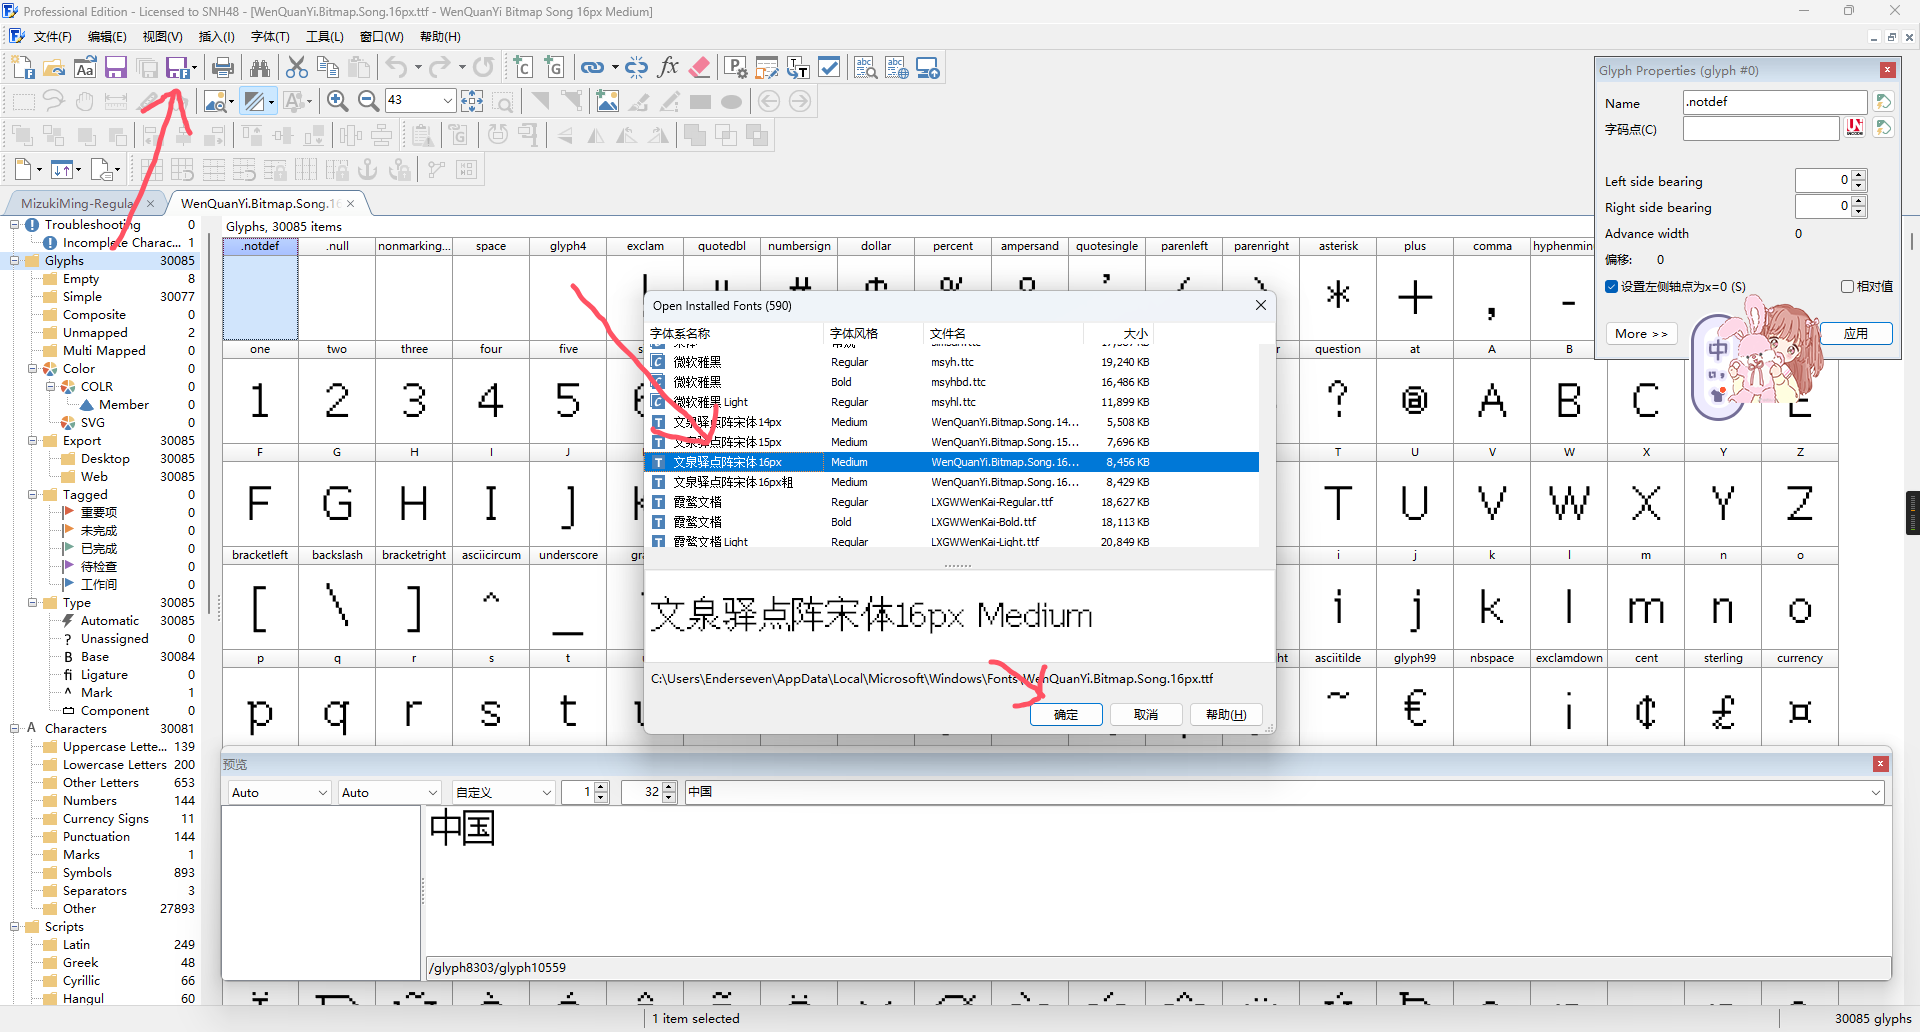 Professional Edition - Licensed to SNH48 - [WenQuanYi.Bitmap.Song.16px.ttf - WenQuanYi Bitmap Song 16px Medium]
文件(F) 编辑(E) 视图(V) 插入(I) 字体(T) 工具(L) 窗口(W) 帮助(H)
43
MizukiMing-Regula
WenQuanYi.Bitmap.Song.1
Troubleshooting 0
Incomplete Charac... 1
Glyphs 30085
Empty 8
Simple 30077
Composite 0
Unmapped 2
Multi Mapped 0
Color 0
COLR 0
Member 0
SVG 0
Export 30085
Desktop 30085
Web 30085
Tagged 0
重要项 0
未完成 0
已完成 0
待检查 0
工作间 0
Type 30085
Automatic 30085
Unassigned 0
Base 30084
Ligature 0
Mark 1
Component 0
Characters 30081
Uppercase Lette... 139
Lowercase Letters 200
Other Letters 653
Numbers 144
Currency Signs 11
Punctuation 144
Marks 1
Symbols 893
Separators 3
Other 27893
Scripts
Latin 249
Greek 48
Cyrillic 66
Hangul 60
Glyphs, 30085 items
.notdef .null nonmarking... space glyph4 exclam quotedbl numbersign dollar percent ampersand quotesingle parenleft parenright asterisk plus comma hyphenmin
* + , -
one two three four five question at A B
1 2 3 4 5 ? @ A B C E
F G H I J T U V W X Y Z
F G H I J T U V W X Y Z
bracketleft backslash bracketright asciicircum underscore i j k l m n o
[ \ ] ^ _ i j k l m n o
p q r s t asciitilde glyph99 nbspace exclamdown cent sterling currency
p q r s t ~ € ¡ ¢ £ ¤
Open Installed Fonts (590)
字体系名称 字体风格 文件名 大小
微软雅黑 Regular msyh.ttc 19,240 KB
微软雅黑 Bold msyhbd.ttc 16,486 KB
微软雅黑 Light Regular msyhl.ttc 11,899 KB
文泉驿点阵宋体 14px Medium WenQuanYi.Bitmap.Song.14... 5,508 KB
文泉驿点阵宋体 15px Medium WenQuanYi.Bitmap.Song.15... 7,696 KB
文泉驿点阵宋体 16px Medium WenQuanYi.Bitmap.Song.16... 8,456 KB
文泉驿点阵宋体 16px粗 Medium WenQuanYi.Bitmap.Song.16... 8,429 KB
霞鹜文楷 Regular LXGWWenKai-Regular.ttf 18,627 KB
霞鹜文楷 Bold LXGWWenKai-Bold.ttf 18,113 KB
霞鹜文楷 Light Regular LXGWWenKai-Light.ttf 20,849 KB
文泉驿点阵宋体16px Medium
C:\Users\Enderseven\AppData\Local\Microsoft\Windows\Fonts\WenQuanYi.Bitmap.Song.16px.ttf
确定 取消 帮助(H)
Glyph Properties (glyph #0)
Name .notdef
字码点(C)
Left side bearing 0
Right side bearing 0
Advance width 0
偏移: 0
设置左侧轴点为x=0 (S) 相对值
More >> 应用
中
预览
Auto Auto 自定义 1 32 中国
中国
/glyph8303/glyph10559
1 item selected
30085 glyphs